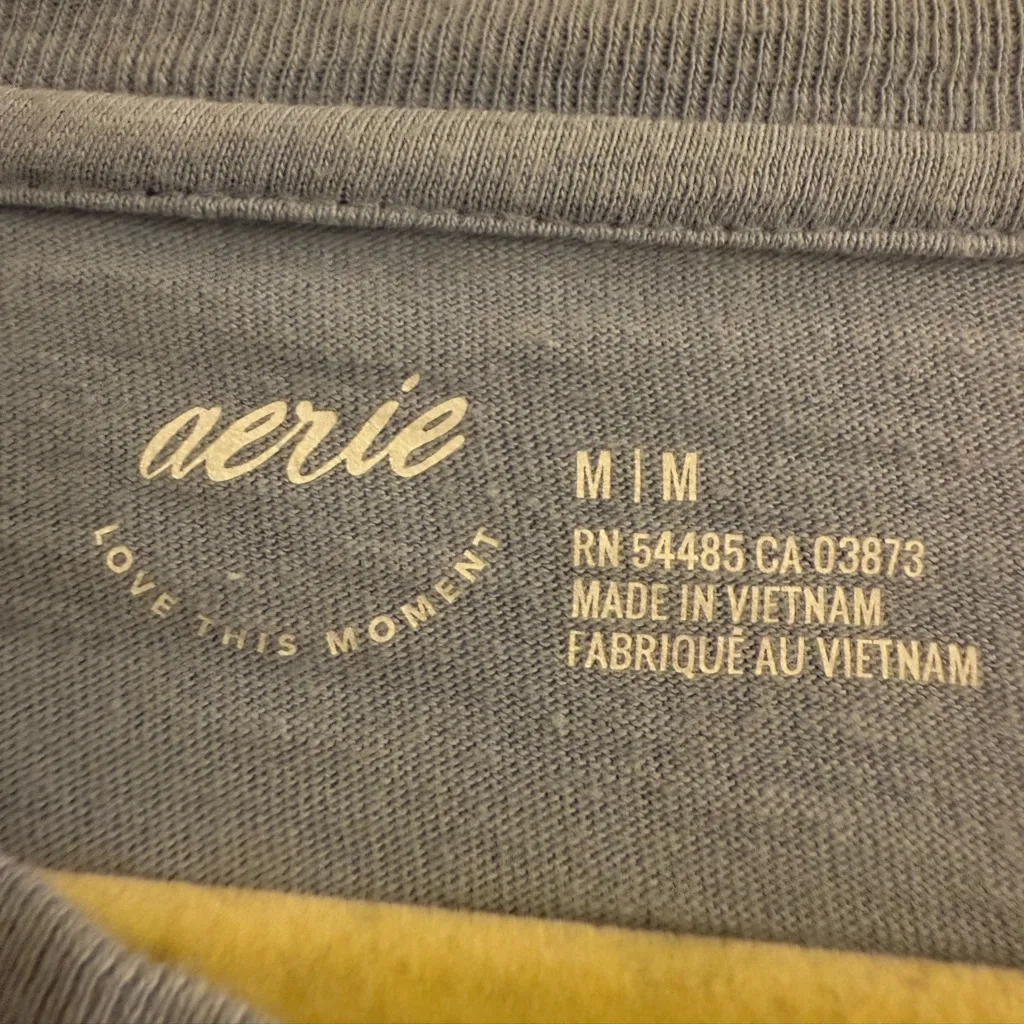 aerie
LOVE THIS MOMENT
M | M
RN 54485 CA 03873
MADE IN VIETNAM
FABRIQUÉ AU VIETNAM